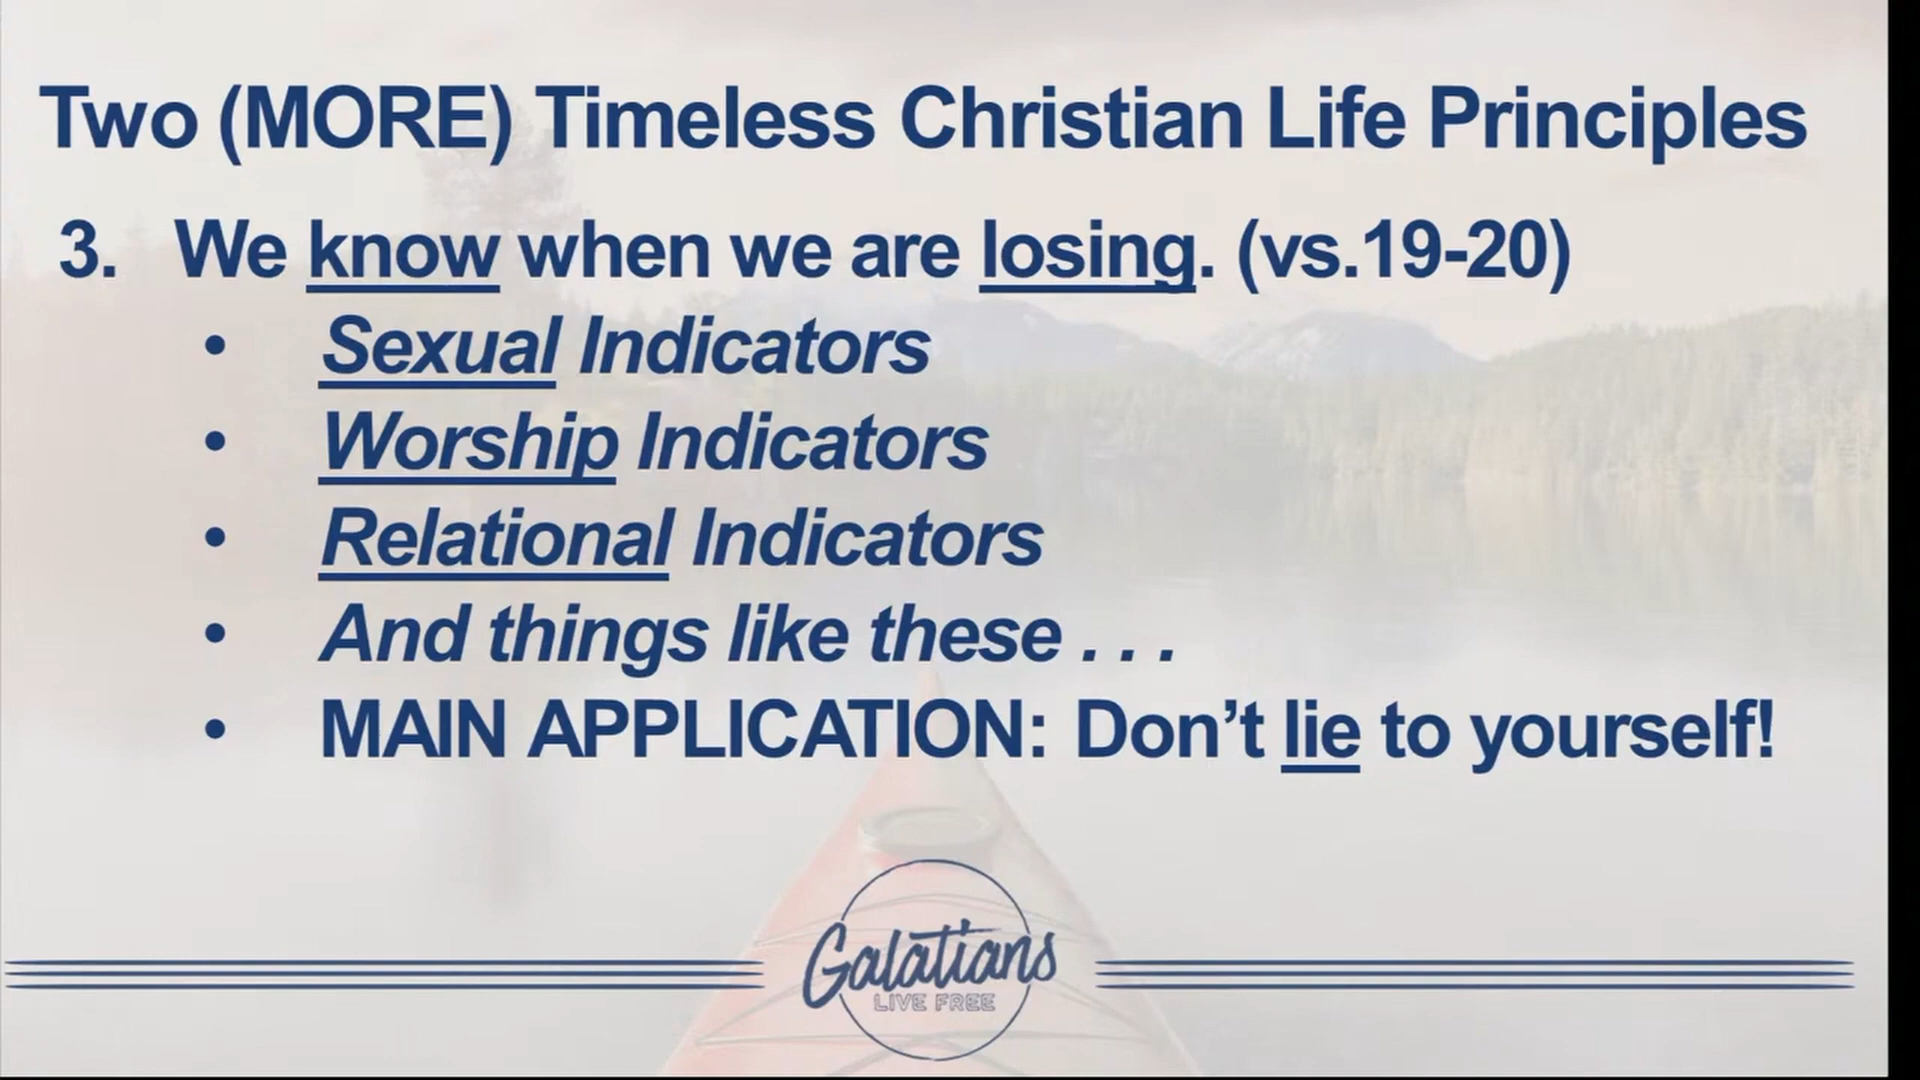 Two (MORE) Timeless Christian Life Principles
3. We know when we are losing. (vs.19-20)
• Sexual Indicators
• Worship Indicators
• Relational Indicators
• And things like these . . .
• MAIN APPLICATION: Don’t lie to yourself!
Galatians
LIVE FREE